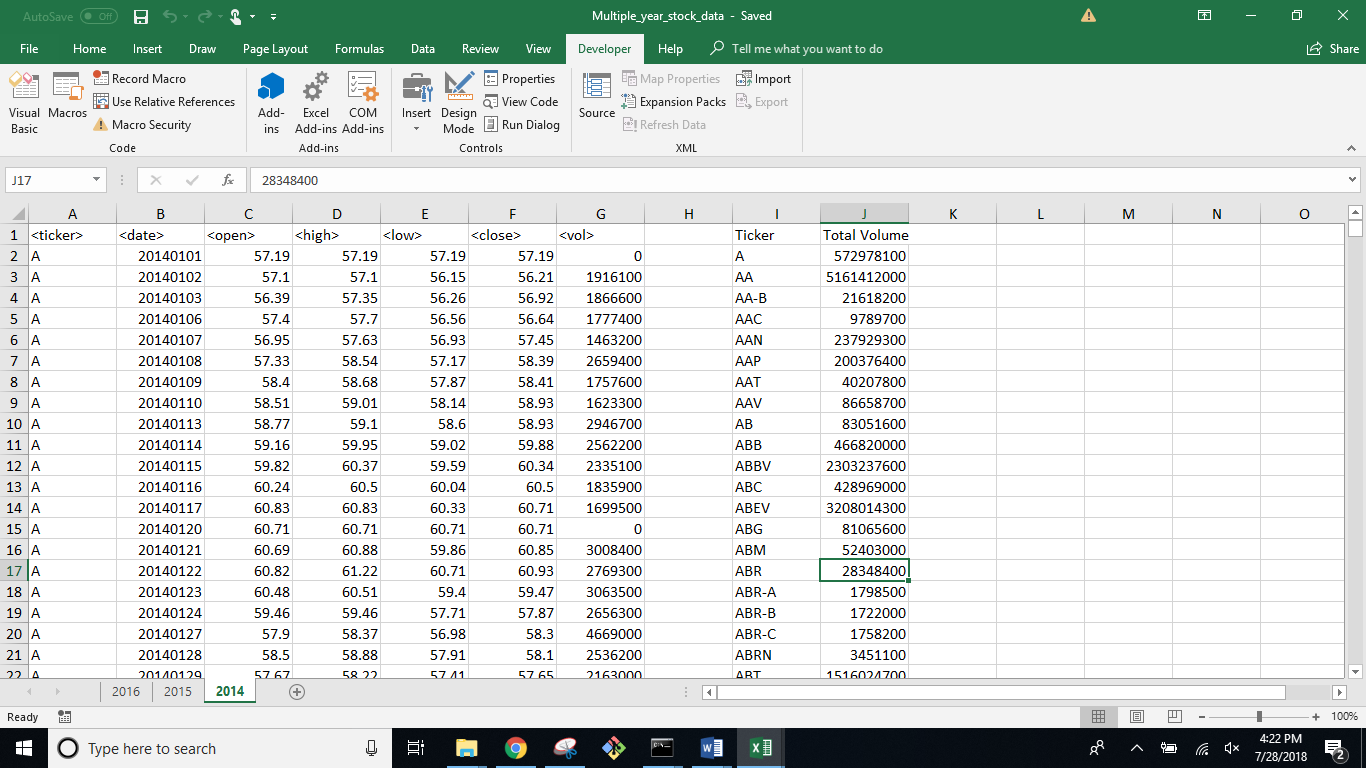 AutoSave Off Multiple_year_stock_data - Saved
File Home Insert Draw Page Layout Formulas Data Review View Developer Help Tell me what you want to do Share
Visual Basic
Macros
Record Macro
Use Relative References
Macro Security
Code
Add-ins
Excel Add-ins
COM Add-ins
Add-ins
Insert
Design Mode
Properties
View Code
Run Dialog
Controls
Source
Map Properties
Expansion Packs
Refresh Data
Import
Export
XML
J17 fx 28348400
A B C D E F G H I J K L M N O
1 <ticker> <date> <open> <high> <low> <close> <vol> Ticker Total Volume
2 A 20140101 57.19 57.19 57.19 57.19 0 A 572978100
3 A 20140102 57.1 57.1 56.15 56.21 1916100 AA 5161412000
4 A 20140103 56.39 57.35 56.26 56.92 1866600 AA-B 21618200
5 A 20140106 57.4 57.7 56.56 56.64 1777400 AAC 9789700
6 A 20140107 56.95 57.63 56.93 57.45 1463200 AAN 237929300
7 A 20140108 57.33 58.54 57.17 58.39 2659400 AAP 200376400
8 A 20140109 58.4 58.68 57.87 58.41 1757600 AAT 40207800
9 A 20140110 58.51 59.01 58.14 58.93 1623300 AAV 86658700
10 A 20140113 58.77 59.1 58.6 58.93 2946700 AB 83051600
11 A 20140114 59.16 59.95 59.02 59.88 2562200 ABB 466820000
12 A 20140115 59.82 60.37 59.59 60.34 2335100 ABBV 2303237600
13 A 20140116 60.24 60.5 60.04 60.5 1835900 ABC 428969000
14 A 20140117 60.83 60.83 60.33 60.71 1699500 ABEV 3208014300
15 A 20140120 60.71 60.71 60.71 60.71 0 ABG 81065600
16 A 20140121 60.69 60.88 59.86 60.85 3008400 ABM 52403000
17 A 20140122 60.82 61.22 60.71 60.93 2769300 ABR 28348400
18 A 20140123 60.48 60.51 59.4 59.47 3063500 ABR-A 1798500
19 A 20140124 59.46 59.46 57.71 57.87 2656300 ABR-B 1722000
20 A 20140127 57.9 58.37 56.98 58.3 4669000 ABR-C 1758200
21 A 20140128 58.5 58.88 57.91 58.1 2536200 ABRN 3451100
22 A 20140129 57.67 58.22 57.41 57.65 2163000 ABT 1516024700
2016 2015 2014
Ready 100%
Type here to search
4:22 PM
7/28/2018
2